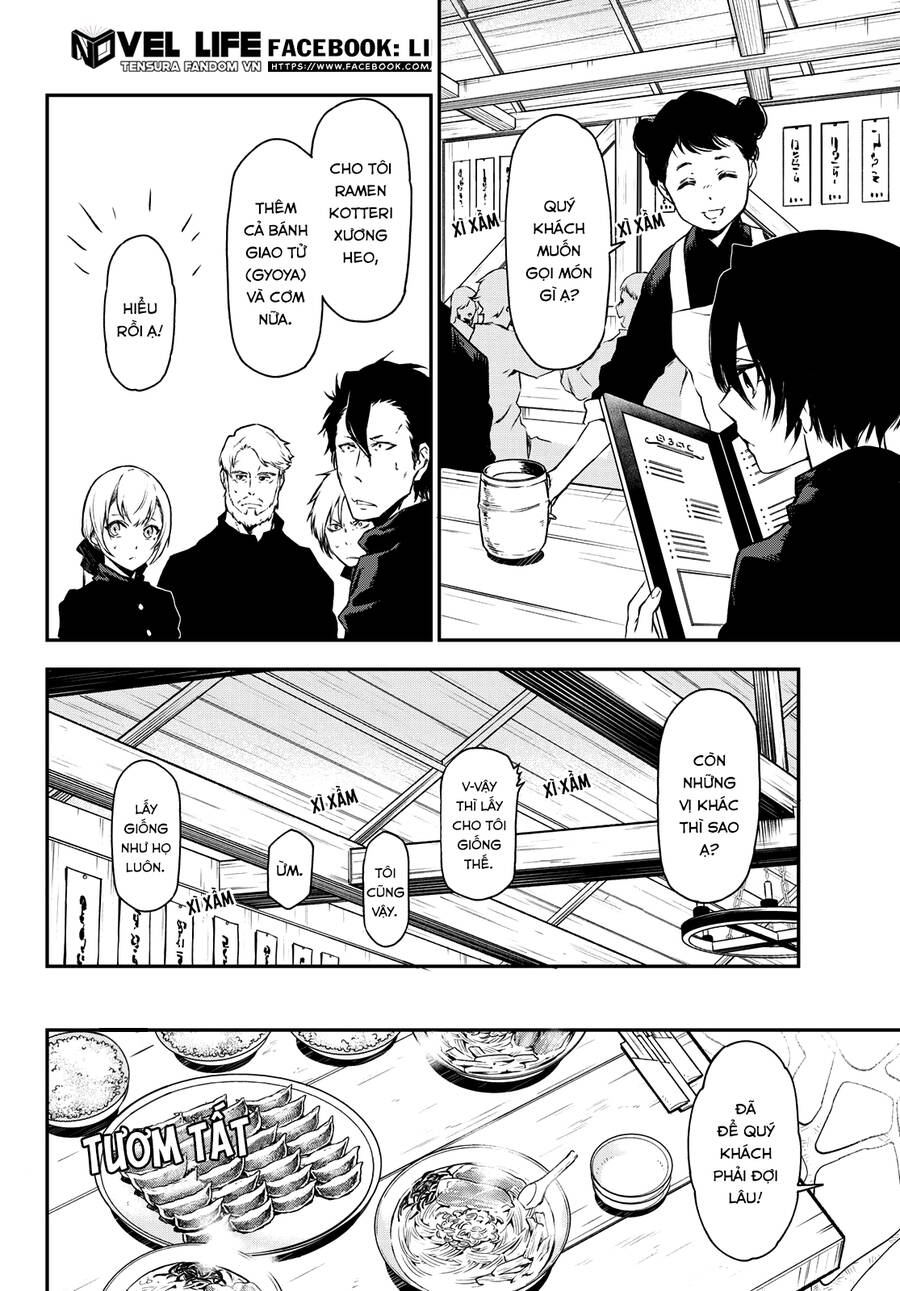 NOVEL LIFE
TENSURA FANDOM VN
FACEBOOK: LI
HTTPS://WWW.FACEBOOK.COM/
QUÝ
KHÁCH
MUỐN
GỌI MÓN
GÌ Ạ?
XÌ XẦM
XÌ XẦM
CHO TÔI
RAMEN
KOTTERI
XƯƠNG
HEO,
THÊM
CẢ BÁNH
GIAO TỬ
(GYOYA)
VÀ CƠM
NỮA.
HIỂU
RỒI Ạ!
CÒN
NHỮNG
VỊ KHÁC
THÌ SAO
Ạ?
XÌ XẦM
V-VẬY
THÌ LẤY
CHO TÔI
GIỐNG
THẾ.
TÔI
CŨNG
VẬY.
ỪM.
XÌ XẦM
LẤY
GIỐNG
NHƯ HỌ
LUÔN.
XÌ XẦM
ĐÃ
ĐỂ QUÝ
KHÁCH
PHẢI ĐỢI
LÂU!
TƯƠM TẤT